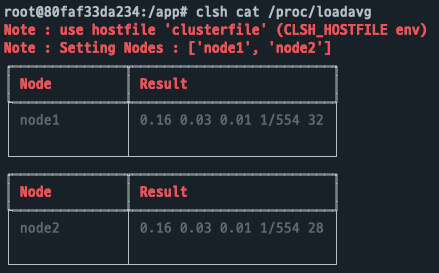 root@80faf33da234:/app# clsh cat /proc/loadavg
Note : use hostfile 'clusterfile' (CLSH_HOSTFILE env)
Note : Setting Nodes : ['node1', 'node2']
Node Result
node1 0.16 0.03 0.01 1/554 32
Node Result
node2 0.16 0.03 0.01 1/554 28